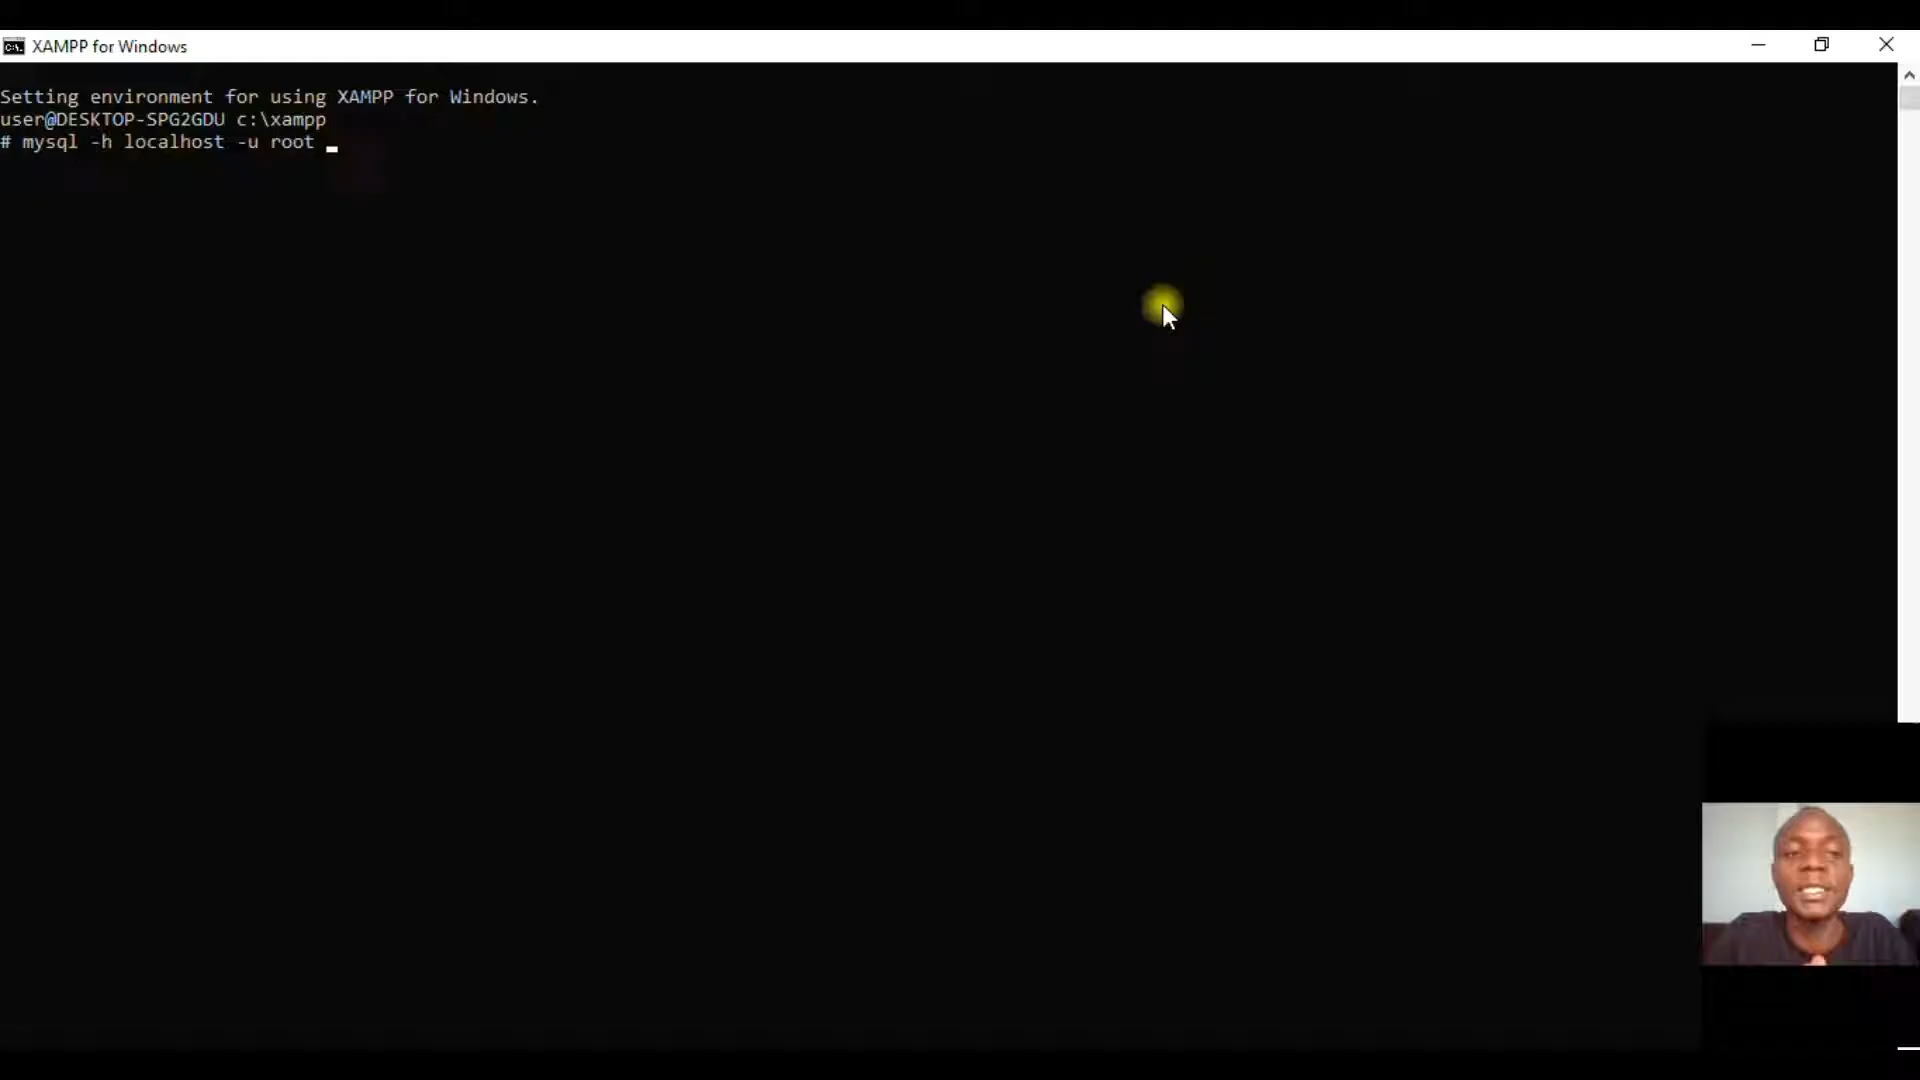 XAMPP for Windows
Setting environment for using XAMPP for Windows.
user@DESKTOP-SPG2GDU c:\xampp
# mysql -h localhost -u root